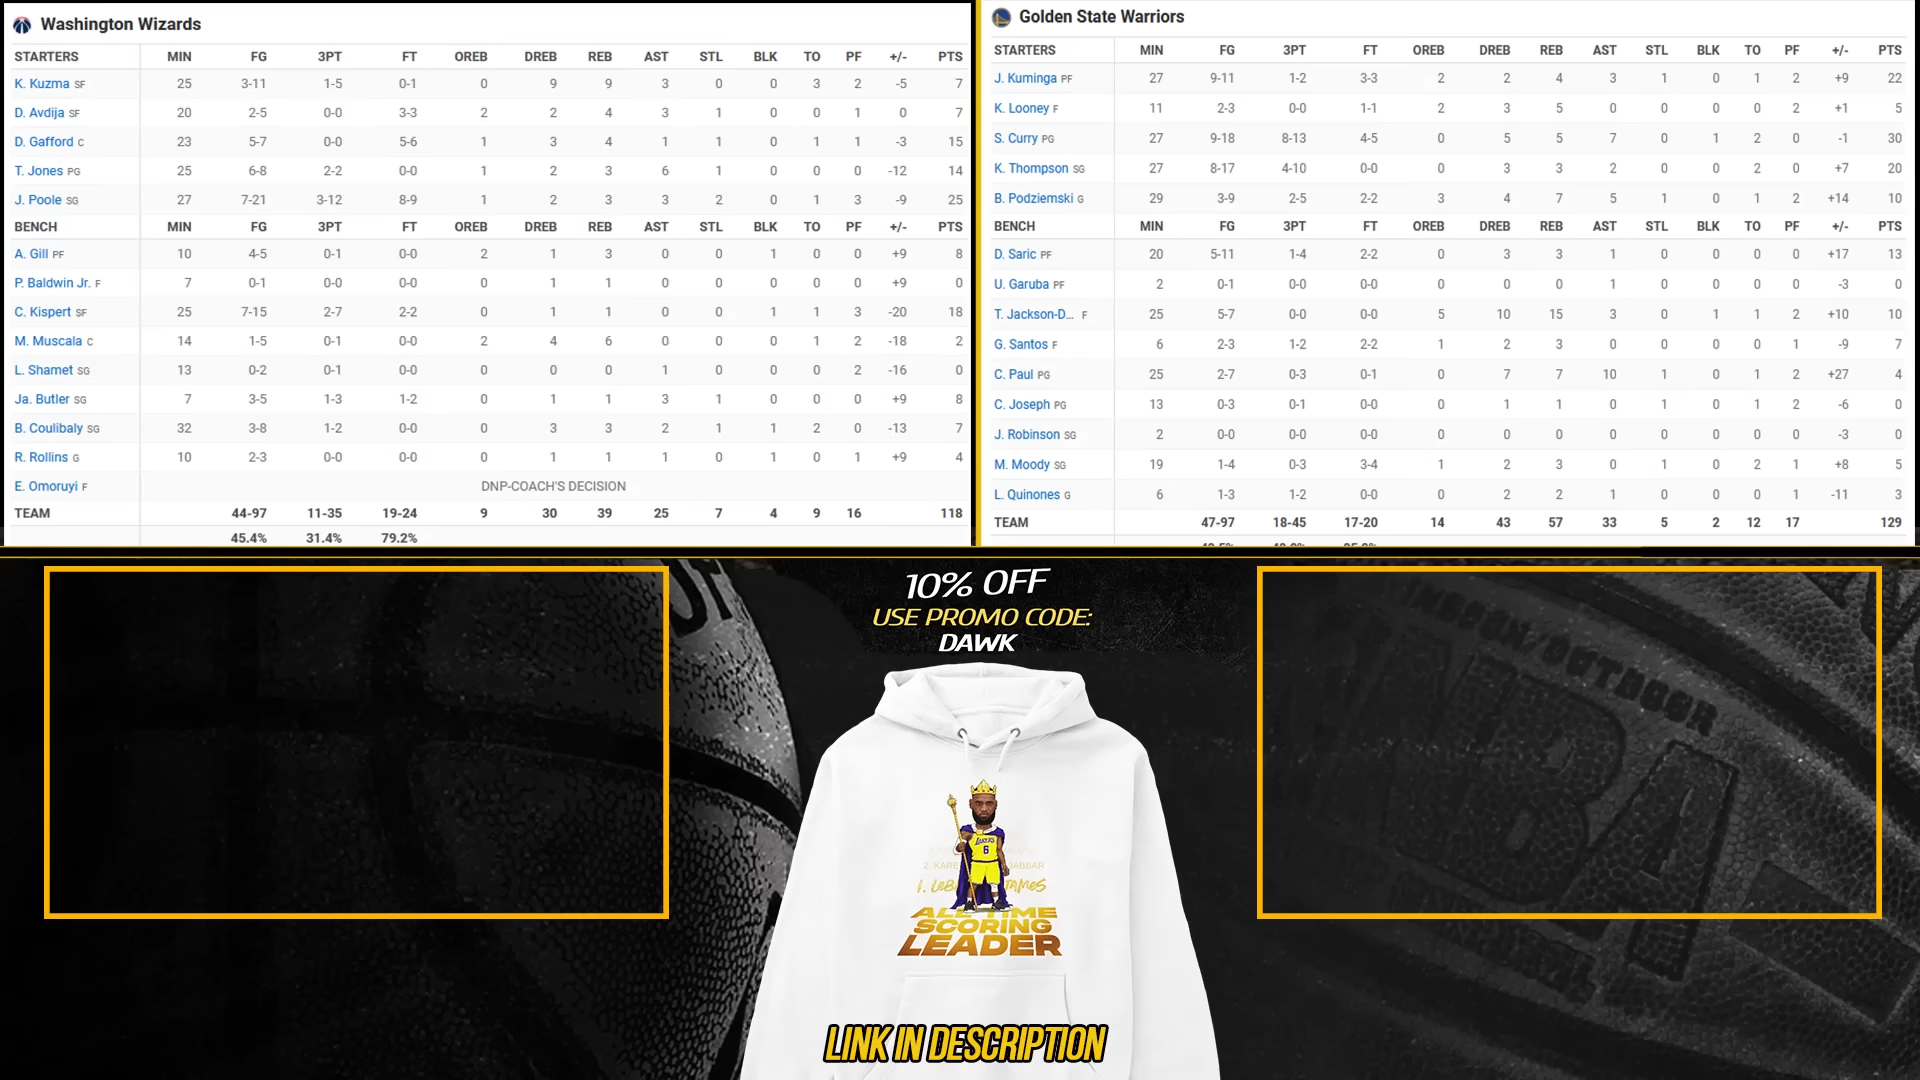 Washington Wizards
STARTERS MIN FG 3PT FT OREB DREB REB AST STL BLK TO PF +/- PTS
K. Kuzma SF 25 3-11 1-5 0-1 0 9 9 3 0 0 3 2 -5 7
D. Avdija SF 20 2-5 0-0 3-3 2 2 4 3 1 0 0 1 0 7
D. Gafford C 23 5-7 0-0 5-6 1 3 4 1 1 0 1 1 -3 15
T. Jones PG 25 6-8 2-2 0-0 1 2 3 6 1 0 0 0 -12 14
J. Poole SG 27 7-21 3-12 8-9 1 2 3 3 2 0 1 3 -9 25
BENCH MIN FG 3PT FT OREB DREB REB AST STL BLK TO PF +/- PTS
A. Gill PF 10 4-5 0-1 0-0 2 1 3 0 0 1 0 0 +9 8
P. Baldwin Jr. F 7 0-1 0-0 0-0 0 1 1 0 0 0 0 0 +9 0
C. Kispert SF 25 7-15 2-7 2-2 0 1 1 0 0 1 1 3 -20 18
M. Muscala C 14 1-5 0-1 0-0 2 4 6 0 0 0 1 2 -18 2
L. Shamet SG 13 0-2 0-1 0-0 0 0 0 1 0 0 0 2 -16 0
Ja. Butler SG 7 3-5 1-3 1-2 0 1 1 3 1 0 0 0 +9 8
B. Coulibaly SG 32 3-8 1-2 0-0 0 3 3 2 1 1 2 0 -13 7
R. Rollins G 10 2-3 0-0 0-0 0 1 1 1 0 1 0 1 +9 4
E. Omoruyi F DNP-COACH'S DECISION
TEAM 44-97 11-35 19-24 9 30 39 25 7 4 9 16 118
45.4% 31.4% 79.2%
Golden State Warriors
STARTERS MIN FG 3PT FT OREB DREB REB AST STL BLK TO PF +/- PTS
J. Kuminga PF 27 9-11 1-2 3-3 2 2 4 3 1 0 1 2 +9 22
K. Looney F 11 2-3 0-0 1-1 2 3 5 0 0 0 0 2 +1 5
S. Curry PG 27 9-18 8-13 4-5 0 5 5 7 0 1 2 0 -1 30
K. Thompson SG 27 8-17 4-10 0-0 0 3 3 2 0 0 2 0 +7 20
B. Podziemski G 29 3-9 2-5 2-2 3 4 7 5 1 0 1 2 +14 10
BENCH MIN FG 3PT FT OREB DREB REB AST STL BLK TO PF +/- PTS
D. Saric PF 20 5-11 1-4 2-2 0 3 3 1 0 0 0 0 +17 13
U. Garuba PF 2 0-1 0-0 0-0 0 0 0 1 0 0 0 0 -3 0
T. Jackson-D... F 25 5-7 0-0 0-0 5 10 15 3 0 1 1 2 +10 10
G. Santos F 6 2-3 1-2 2-2 1 2 3 0 0 0 0 1 -9 7
C. Paul PG 25 2-7 0-3 0-1 0 7 7 10 1 0 1 2 +27 4
C. Joseph PG 13 0-3 0-1 0-0 0 1 1 0 1 0 1 2 -6 0
J. Robinson SG 2 0-0 0-0 0-0 0 0 0 0 0 0 0 0 -3 0
M. Moody SG 19 1-4 0-3 3-4 1 2 3 0 1 0 2 1 +8 5
L. Quinones G 6 1-3 1-2 0-0 0 2 2 1 0 0 0 1 -11 3
TEAM 47-97 18-45 17-20 14 43 57 33 5 2 12 17 129
10% OFF
USE PROMO CODE:
DAWK
LAKERS
6
ALL TIME
SCORING
LEADER
LINK IN DESCRIPTION
INDOOR/OUTDOOR
NBA